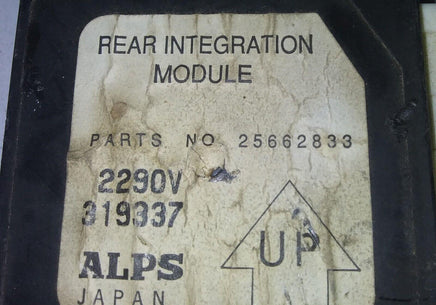 REAR INTEGRATION
MODULE
PARTS NO 25662833
2290V
319337
UP
ALPS
JAPAN